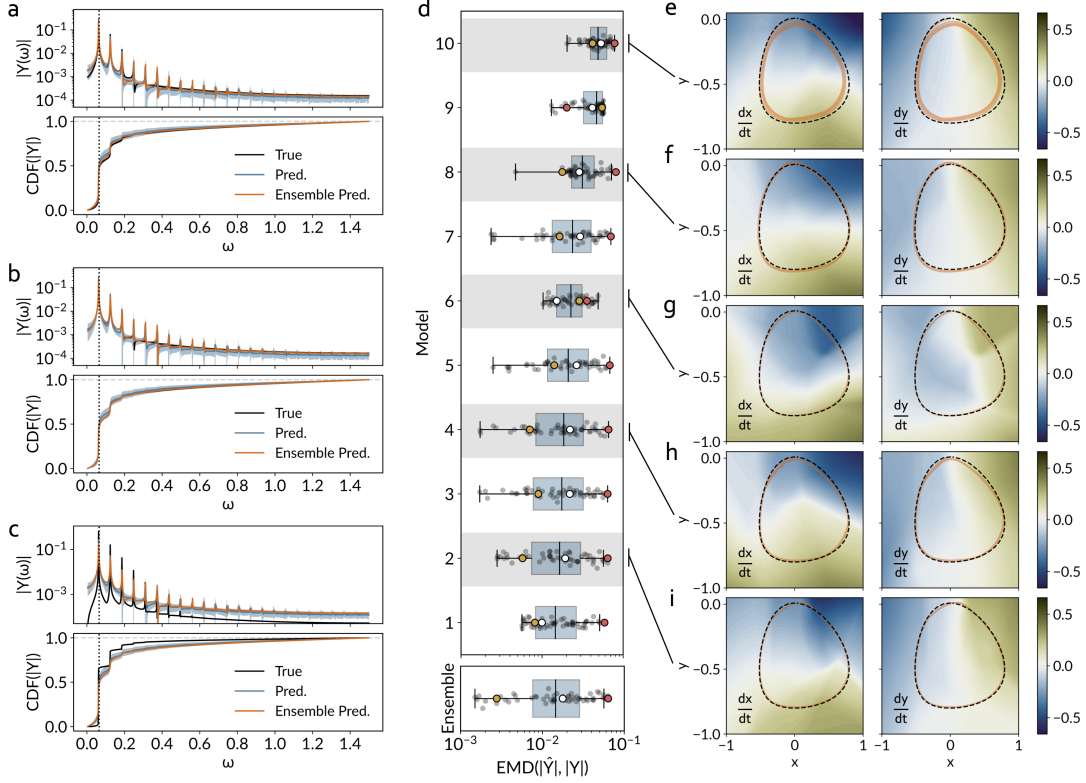 a
|Y(ω)|
10⁻¹
10⁻²
10⁻³
10⁻⁴
CDF(|Y|)
1.0
0.5
0.0
True
Pred.
Ensemble Pred.
0.0 0.2 0.4 0.6 0.8 1.0 1.2 1.4
ω
b
|Y(ω)|
10⁻¹
10⁻²
10⁻³
10⁻⁴
CDF(|Y|)
1.0
0.5
0.0
True
Pred.
Ensemble Pred.
0.0 0.2 0.4 0.6 0.8 1.0 1.2 1.4
ω
c
|Y(ω)|
10⁻¹
10⁻²
10⁻³
10⁻⁴
CDF(|Y|)
1.0
0.5
0.0
True
Pred.
Ensemble Pred.
0.0 0.2 0.4 0.6 0.8 1.0 1.2 1.4
ω
d
Model
10
9
8
7
6
5
4
3
2
1
Ensemble
10⁻³ 10⁻² 10⁻¹
EMD(|Ŷ|, |Y|)
e
y
0.0
−0.5
−1.0
dx
dt
dy
dt
0.5
0.0
−0.5
f
y
0.0
−0.5
−1.0
dx
dt
dy
dt
0.5
0.0
−0.5
g
y
0.0
−0.5
−1.0
dx
dt
dy
dt
0.5
0.0
−0.5
h
y
0.0
−0.5
−1.0
dx
dt
dy
dt
0.5
0.0
−0.5
i
y
0.0
−0.5
−1.0
dx
dt
dy
dt
0.5
0.0
−0.5
−1 0 1
x
−1 0 1
x